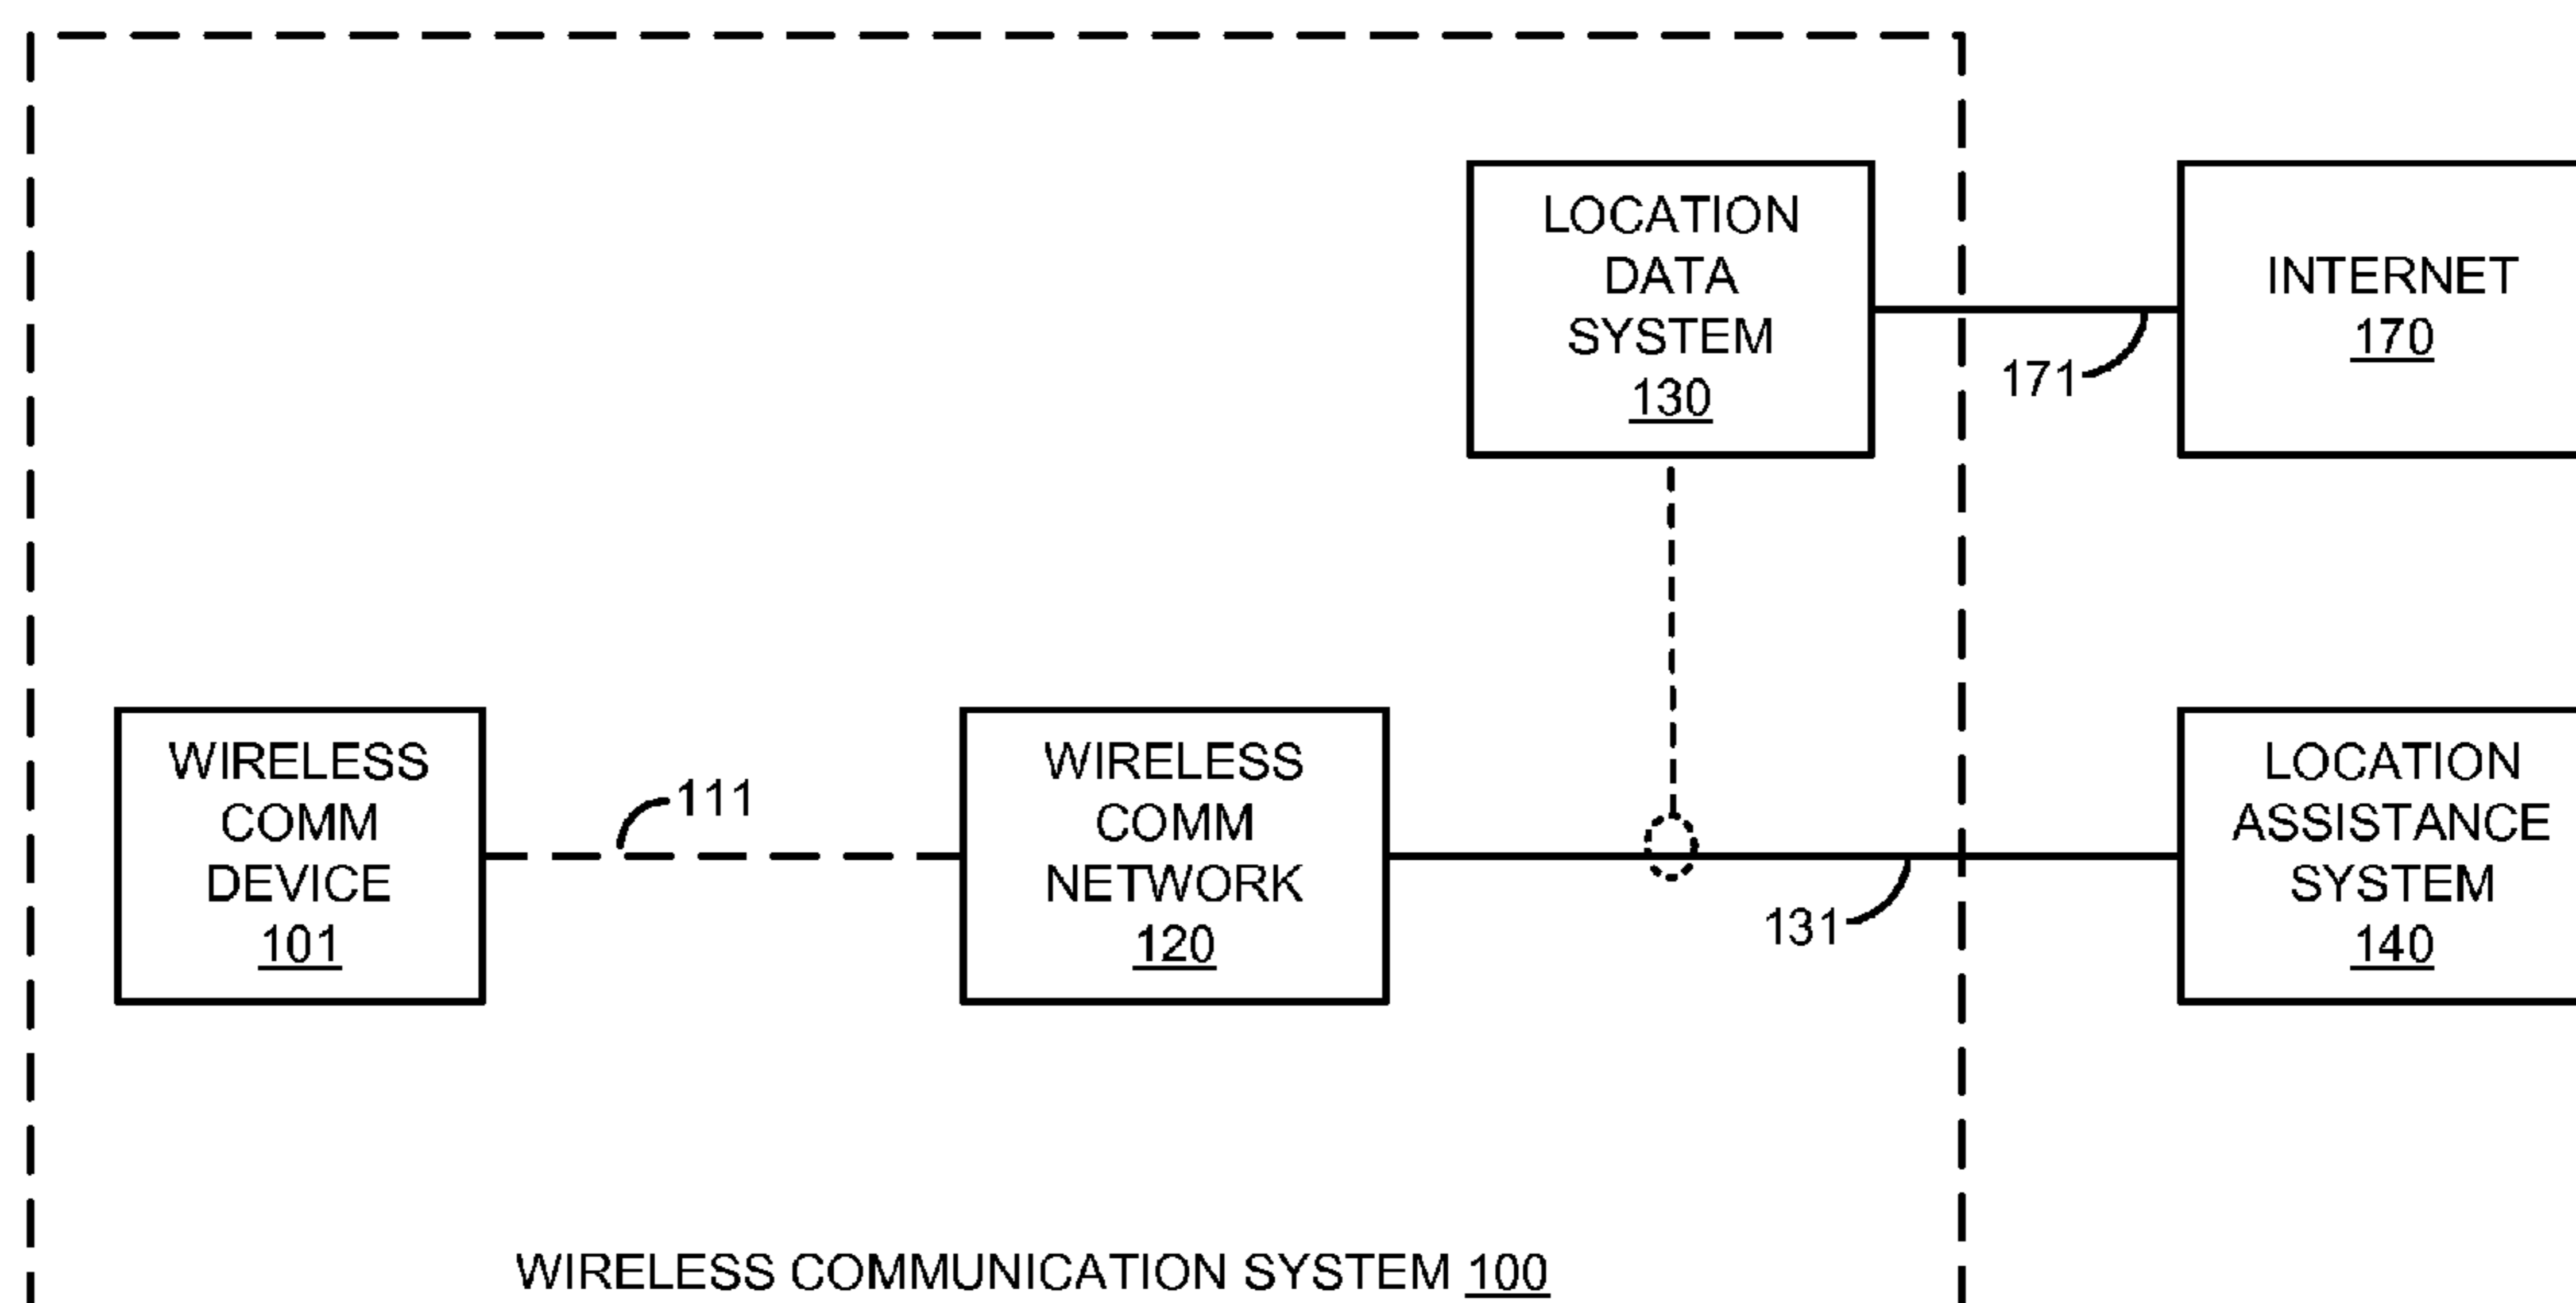 LOCATION
DATA
SYSTEM
130
INTERNET
170
171
WIRELESS
COMM
DEVICE
101
111
WIRELESS
COMM
NETWORK
120
131
LOCATION
ASSISTANCE
SYSTEM
140
WIRELESS COMMUNICATION SYSTEM 100